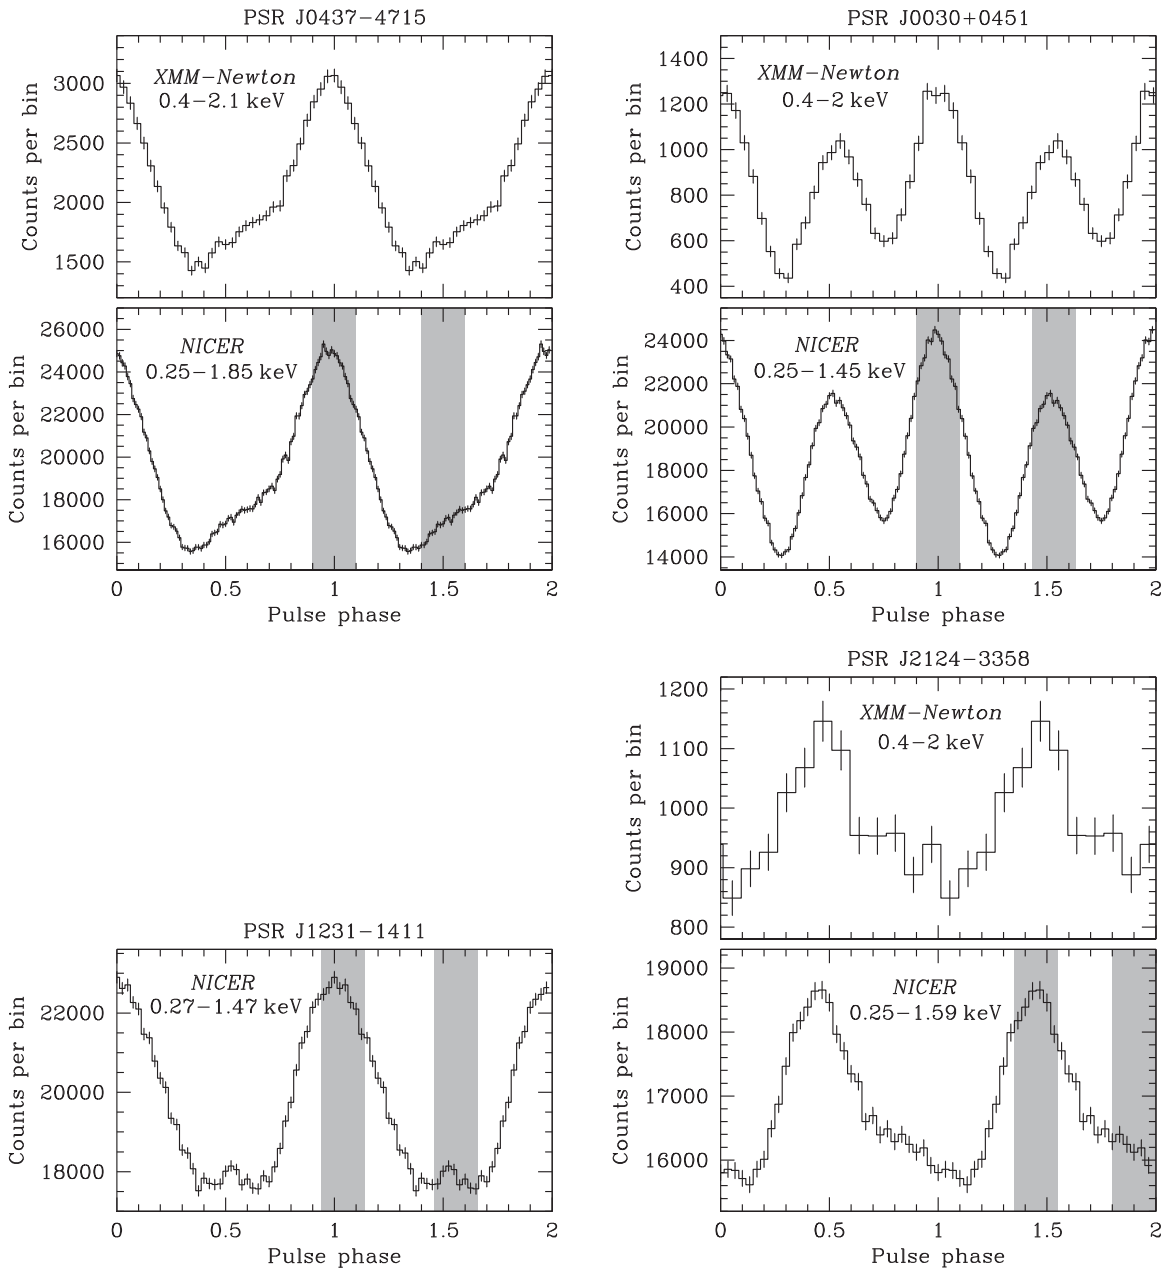 PSR J0437−4715
XMM−Newton
0.4−2.1 keV
Counts per bin
3000
2500
2000
1500
NICER
0.25−1.85 keV
Counts per bin
26000
24000
22000
20000
18000
16000
0 0.5 1 1.5 2
Pulse phase
PSR J0030+0451
XMM−Newton
0.4−2 keV
Counts per bin
1400
1200
1000
800
600
400
NICER
0.25−1.45 keV
Counts per bin
24000
22000
20000
18000
16000
14000
0 0.5 1 1.5 2
Pulse phase
PSR J2124−3358
XMM−Newton
0.4−2 keV
Counts per bin
1200
1100
1000
900
800
PSR J1231−1411
NICER
0.27−1.47 keV
Counts per bin
22000
20000
18000
0 0.5 1 1.5 2
Pulse phase
NICER
0.25−1.59 keV
Counts per bin
19000
18000
17000
16000
0 0.5 1 1.5 2
Pulse phase